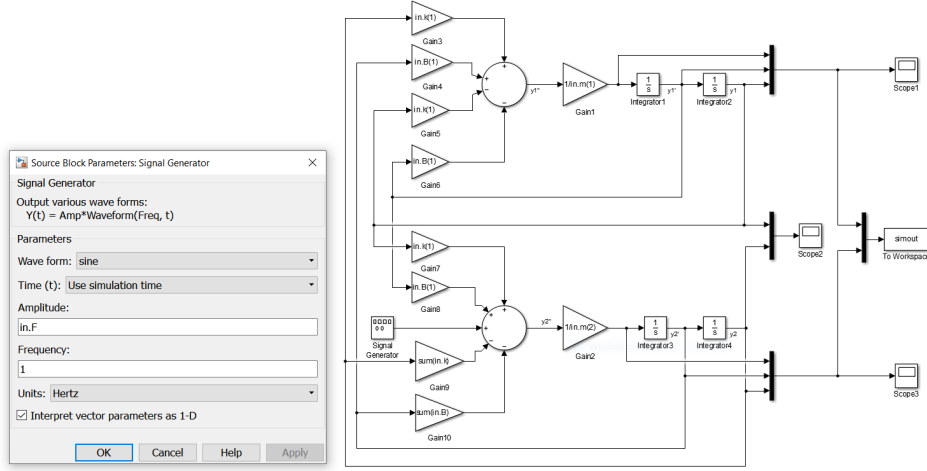 Source Block Parameters: Signal Generator
Signal Generator
Output various wave forms:
Y(t) = Amp*Waveform(Freq, t)
Parameters
Wave form: sine
Time (t): Use simulation time
Amplitude:
in.F
Frequency:
1
Units: Hertz
Interpret vector parameters as 1-D
OK Cancel Help Apply
in.k(1)
Gain3
in.B(1)
Gain4
in.k(1)
Gain5
in.B(1)
Gain6
y1''
1/in.m(1)
Gain1
1
s
Integrator1
y1'
1
s
Integrator2
y1
Scope1
in.k(1)
Gain7
in.B(1)
Gain8
Signal
Generator
sum(in.k)
Gain9
sum(in.B)
Gain10
y2''
1/in.m(2)
Gain2
1
s
Integrator3
y2'
1
s
Integrator4
y2
Scope2
simout
To Workspace
Scope3